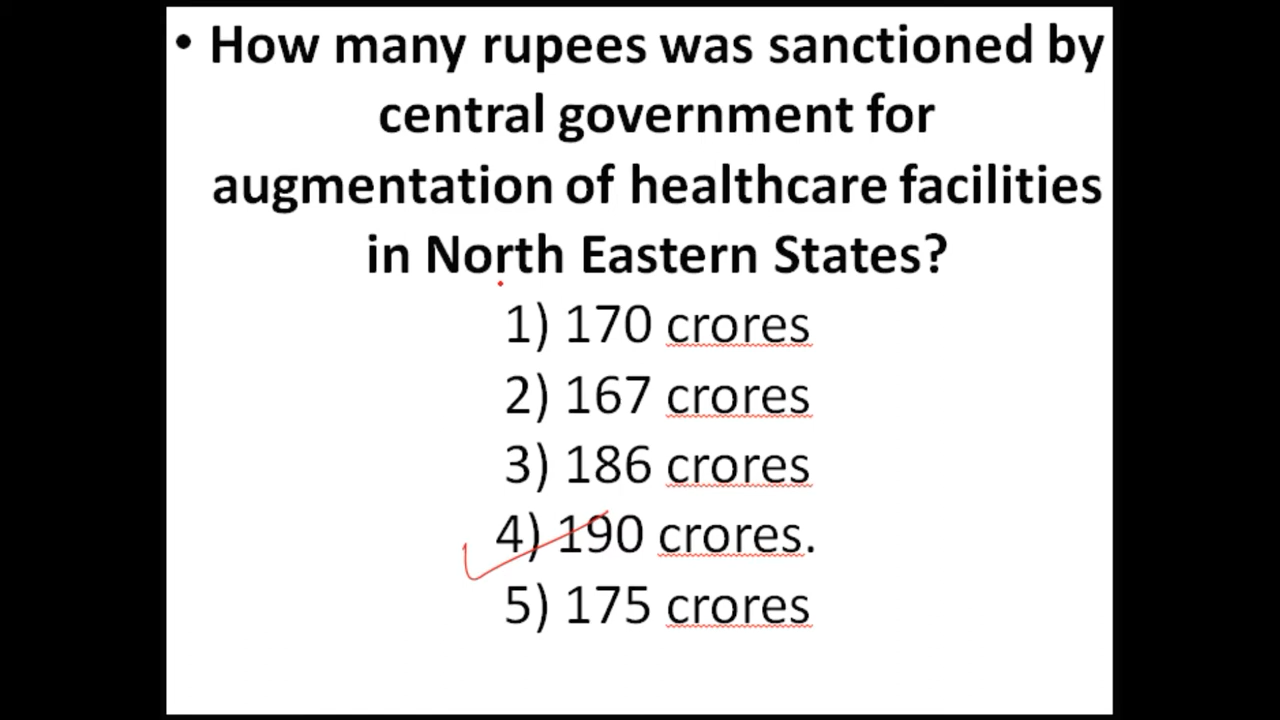 • How many rupees was sanctioned by
central government for
augmentation of healthcare facilities
in North Eastern States?
1) 170 crores
2) 167 crores
3) 186 crores
4) 190 crores.
5) 175 crores